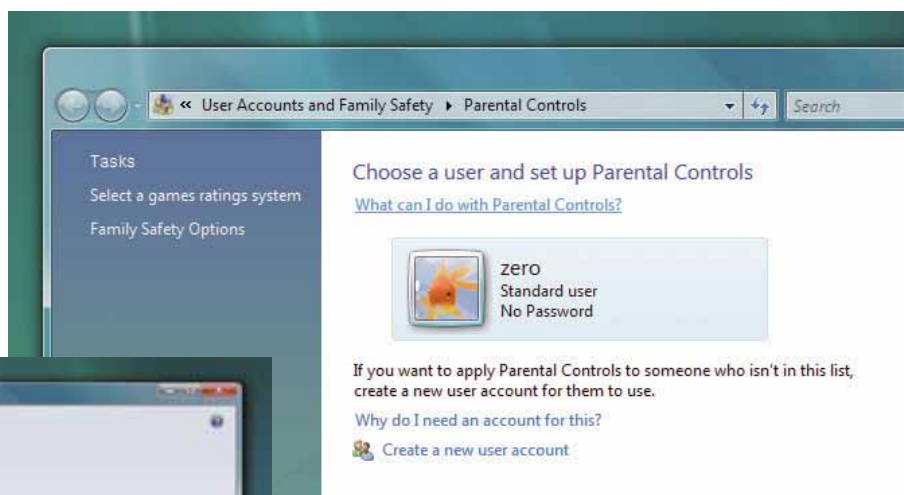 « User Accounts and Family Safety ▸ Parental Controls
Search
Tasks
Select a games ratings system
Family Safety Options
Choose a user and set up Parental Controls
What can I do with Parental Controls?
zero
Standard user
No Password
If you want to apply Parental Controls to someone who isn't in this list,
create a new user account for them to use.
Why do I need an account for this?
Create a new user account